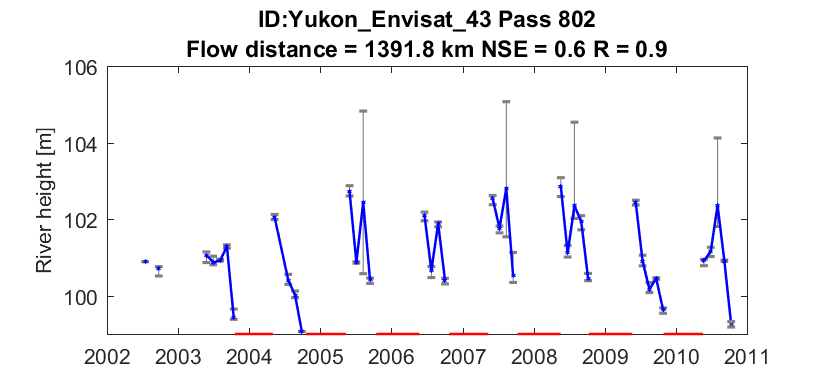 ID:Yukon_Envisat_43 Pass 802
Flow distance = 1391.8 km NSE = 0.6 R = 0.9
River height [m]
106
104
102
100
2002 2003 2004 2005 2006 2007 2008 2009 2010 2011